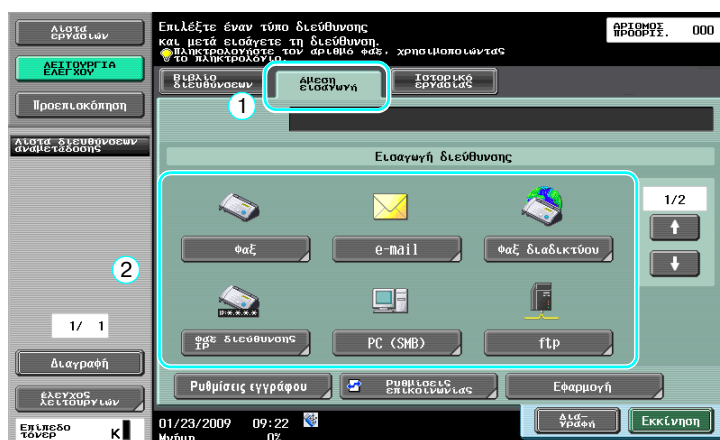 Λίστα
εργασιών
ΛΕΙΤΟΥΡΓΙΑ
ΕΛΕΓΧΟΥ
Προεπισκόπηση
Λίστα διευθύνσεων
αναμετάδοσης
2
1/ 1
Διαγραφή
έλεγχος
λειτουργιών
Επίπεδο
τόνερ
K
Επιλέξτε έναν τύπο διεύθυνσης
και μετά εισάγετε τη διεύθυνση.
Πληκτρολογήστε τον αριθμό φαξ, χρησιμοποιώντας
το πληκτρολόγιο.
ΑΡΙΘΜΟΣ
ΠΡΟΟΡΙΣ.
000
Βιβλίο
διευθύνσεων
άμεση
εισαγωγή
Ιστορικό
εργασίας
1
Εισαγωγή διεύθυνσης
φαξ
e-mail
φαξ διαδικτύου
φαξ διεύθυνσης
IP
PC (SMB)
ftp
1/2
Ρυθμίσεις εγγράφου
Ρυθμίσεις
επικοινωνίας
Εφαρμογή
01/23/2009 09:22
Μνήμη 0%
Δια-
γραφή
Εκκίνηση